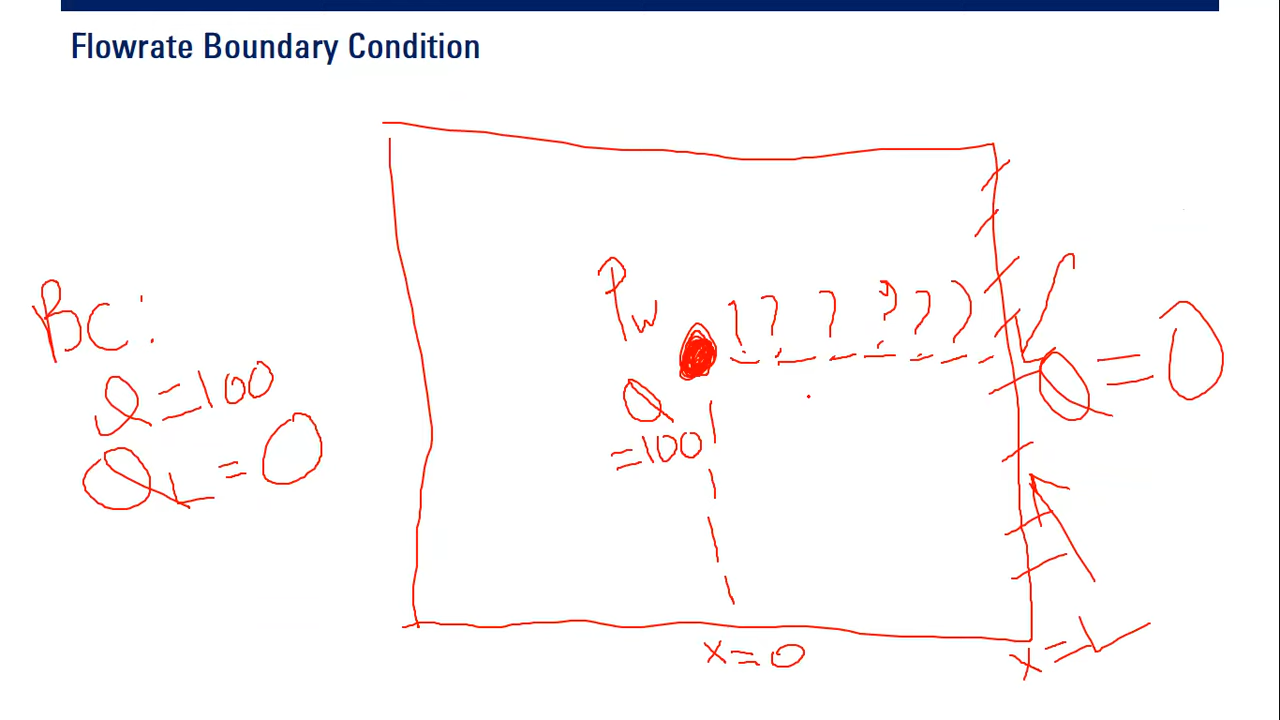 Flowrate Boundary Condition
Pw
? ? ? ? ? ?
BC:
Q = 100
QL = 0
Q
= 100
Q = 0
x = 0
x = L